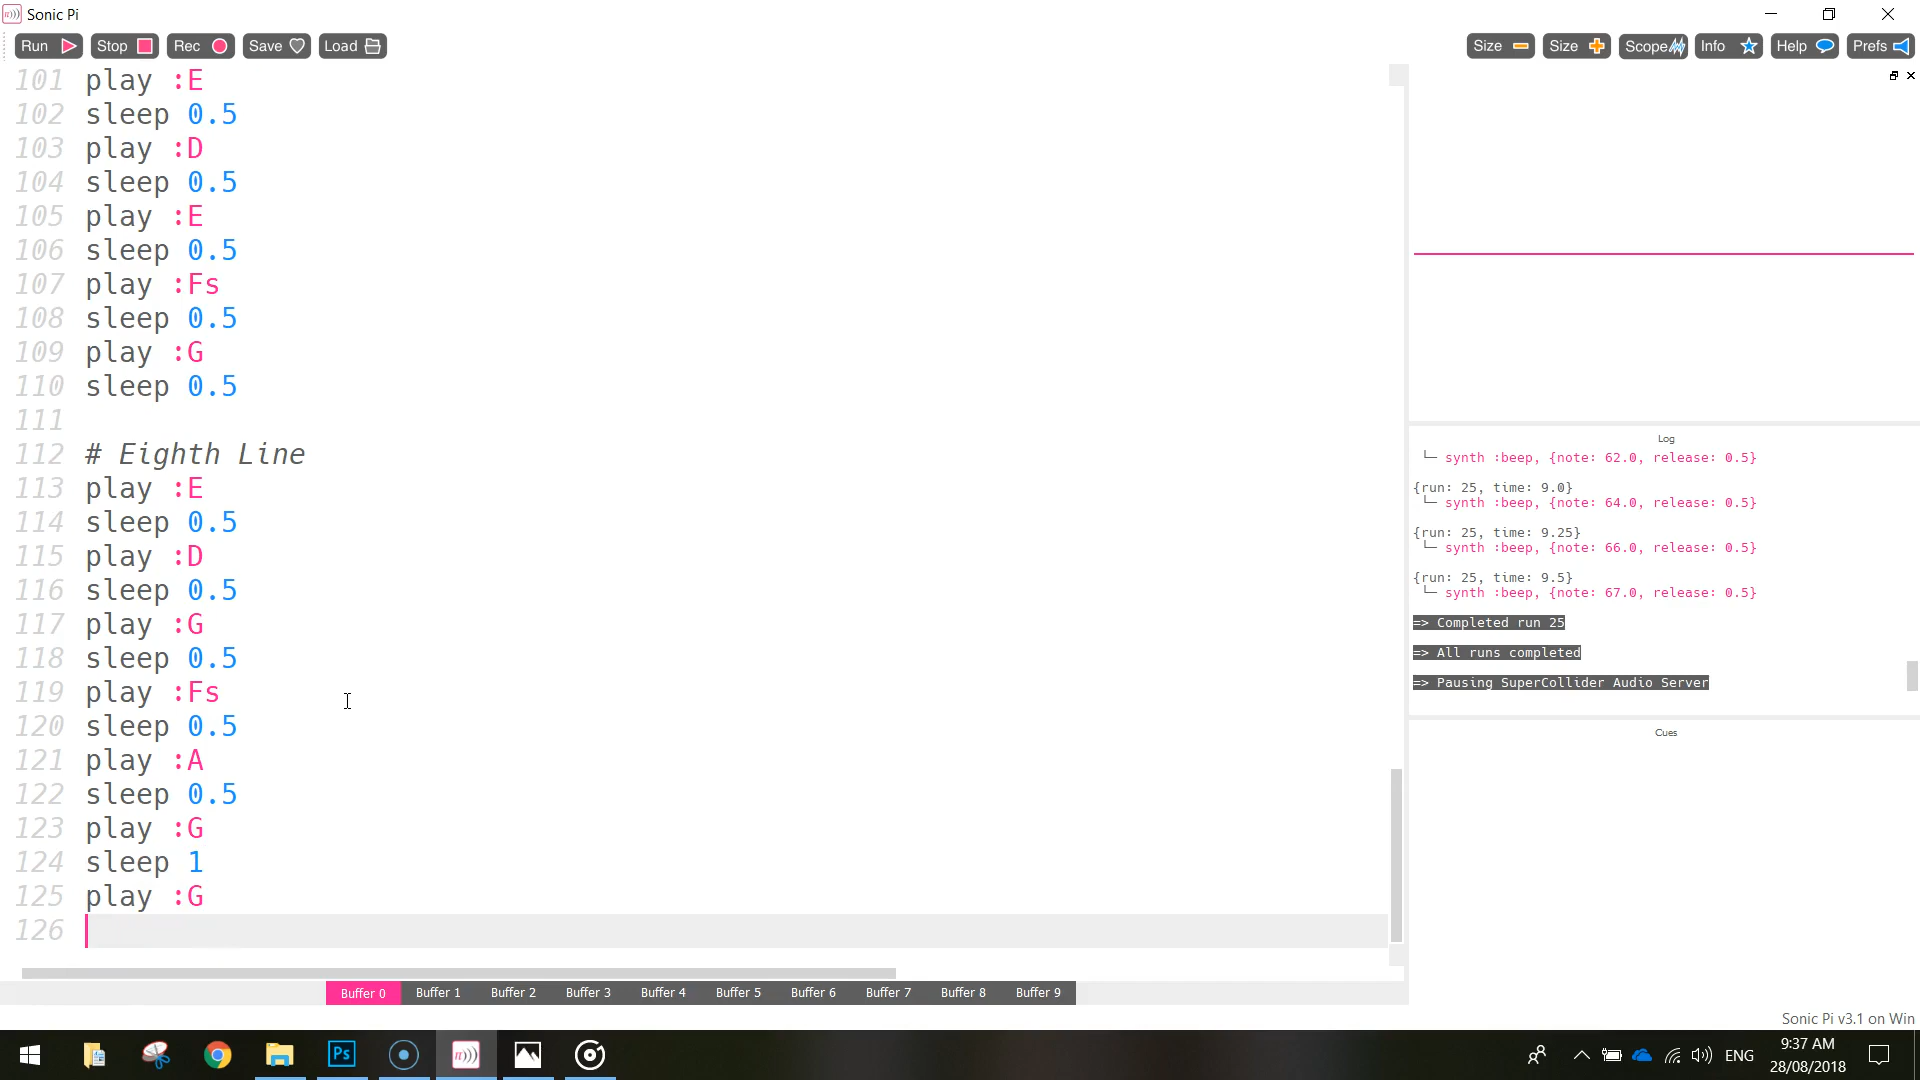 Sonic Pi
Run Stop Rec Save Load Size Size Scope Info Help Prefs
101 play :E
102 sleep 0.5
103 play :D
104 sleep 0.5
105 play :E
106 sleep 0.5
107 play :Fs
108 sleep 0.5
109 play :G
110 sleep 0.5
111
112 # Eighth Line
113 play :E
114 sleep 0.5
115 play :D
116 sleep 0.5
117 play :G
118 sleep 0.5
119 play :Fs
120 sleep 0.5
121 play :A
122 sleep 0.5
123 play :G
124 sleep 1
125 play :G
126
Log
└─ synth :beep, {note: 62.0, release: 0.5}
{run: 25, time: 9.0}
└─ synth :beep, {note: 64.0, release: 0.5}
{run: 25, time: 9.25}
└─ synth :beep, {note: 66.0, release: 0.5}
{run: 25, time: 9.5}
└─ synth :beep, {note: 67.0, release: 0.5}
=> Completed run 25
=> All runs completed
=> Pausing SuperCollider Audio Server
Cues
Buffer 0 Buffer 1 Buffer 2 Buffer 3 Buffer 4 Buffer 5 Buffer 6 Buffer 7 Buffer 8 Buffer 9
Sonic Pi v3.1 on Win
Ps
ENG
9:37 AM
28/08/2018